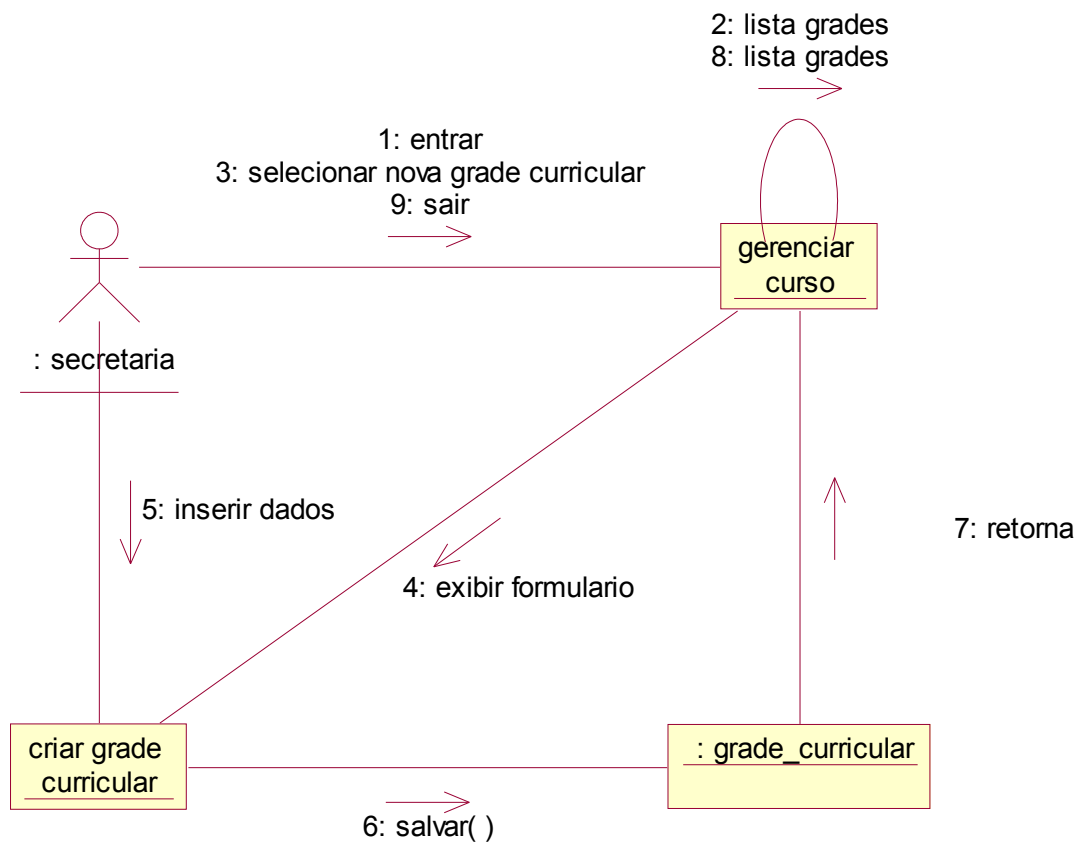 2: lista grades
8: lista grades
1: entrar
3: selecionar nova grade curricular
9: sair
gerenciar
curso
: secretaria
5: inserir dados
7: retorna
4: exibir formulario
criar grade
curricular
: grade_curricular
6: salvar( )